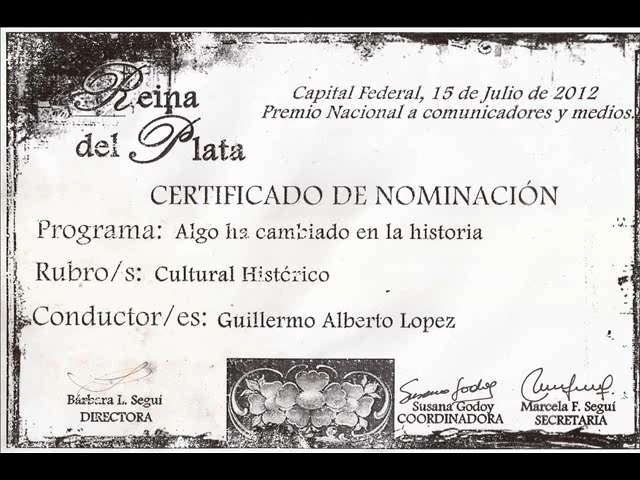 Reina
del Plata
Capital Federal, 15 de Julio de 2012
Premio Nacional a comunicadores y medios.
CERTIFICADO DE NOMINACIÓN
Programa: Algo ha cambiado en la historia
Rubro/s: Cultural Histórico
Conductor/es: Guillermo Alberto Lopez
Susana Godoy
Bárbara L. Seguí
DIRECTORA
Susana Godoy
COORDINADORA
Marcela F. Seguí
SECRETARIA